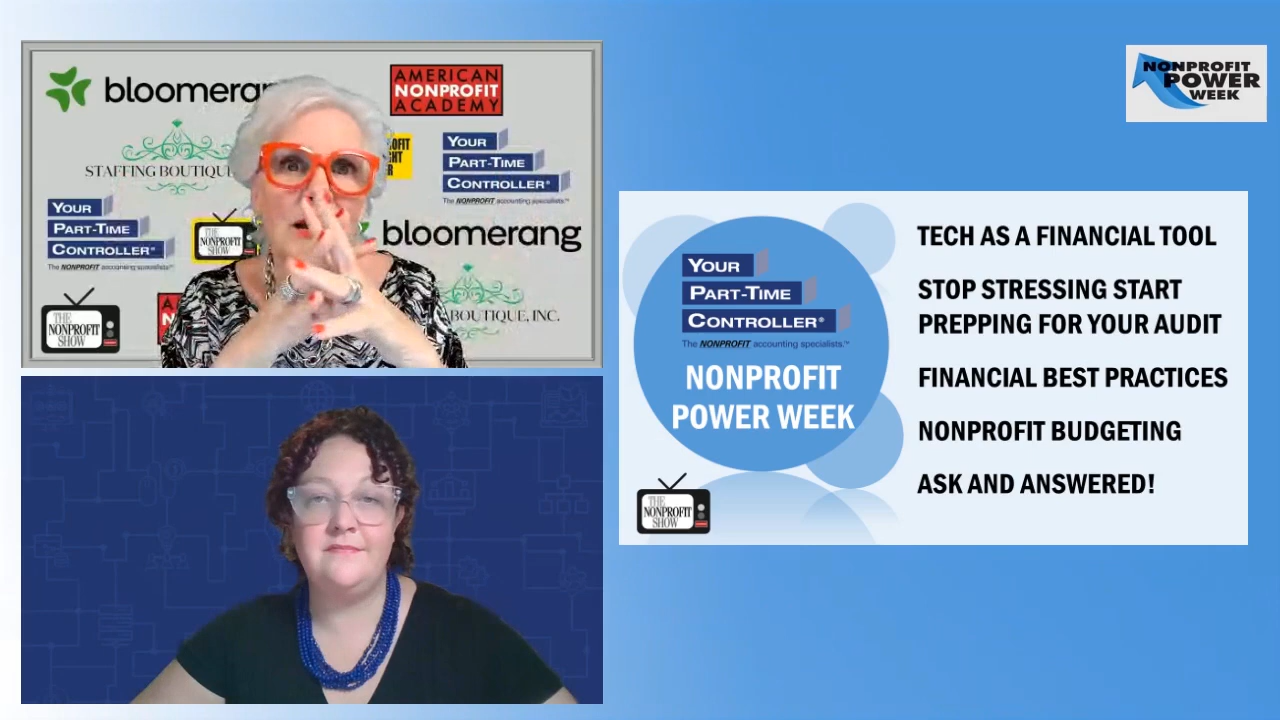 bloomerang
AMERICAN
NONPROFIT
ACADEMY
STAFFING BOUTIQUE
YOUR
PART-TIME
CONTROLLER®
The NONPROFIT accounting specialists.™
YOUR
PART-TIME
CONTROLLER®
The NONPROFIT accounting specialists.™
THE
NONPROFIT
SHOW
bloomerang
THE
NONPROFIT
SHOW
BOUTIQUE, INC.
NONPROFIT
POWER
WEEK
YOUR
PART-TIME
CONTROLLER®
The NONPROFIT accounting specialists.™
NONPROFIT
POWER WEEK
THE
NONPROFIT
SHOW
TECH AS A FINANCIAL TOOL
STOP STRESSING START
PREPPING FOR YOUR AUDIT
FINANCIAL BEST PRACTICES
NONPROFIT BUDGETING
ASK AND ANSWERED!